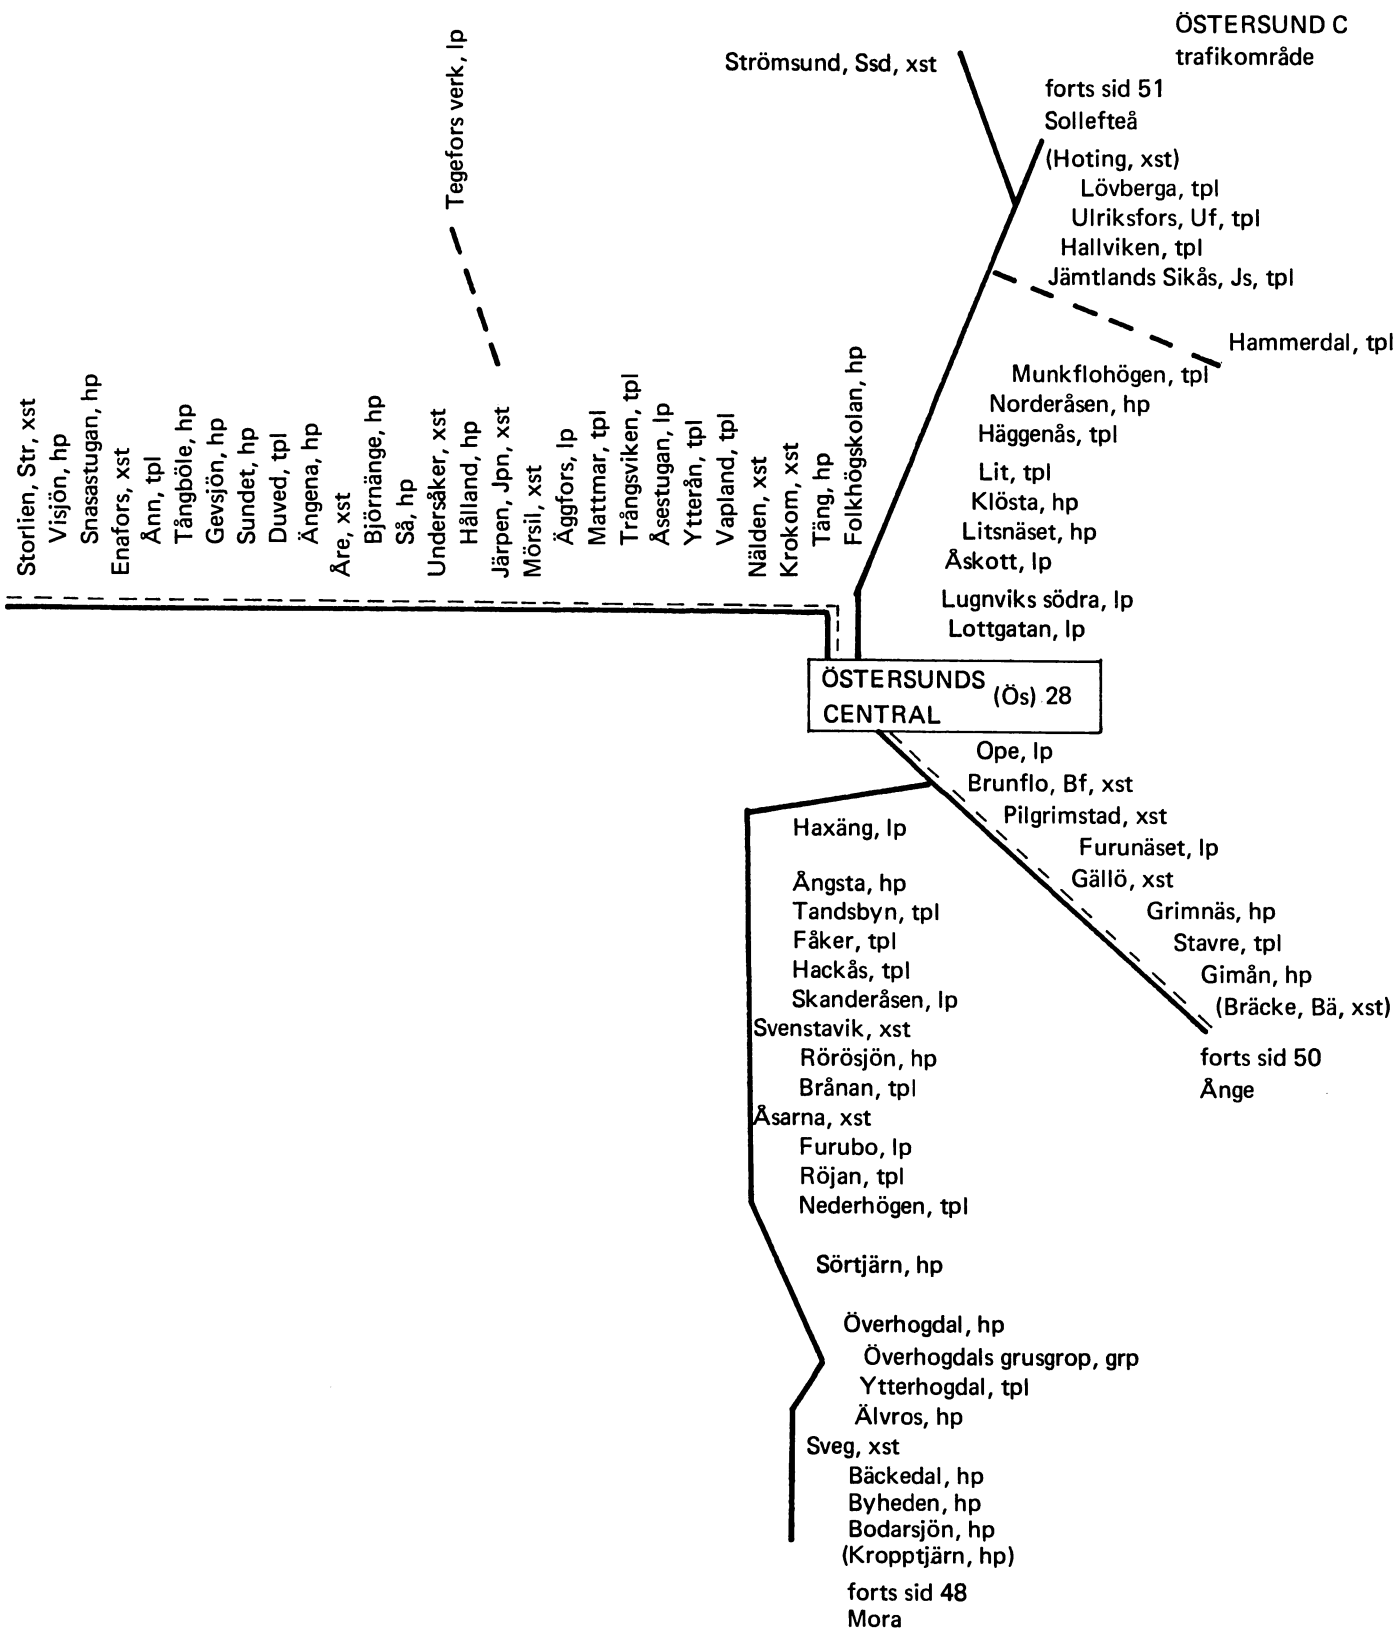 ÖSTERSUND C
trafikområde
Strömsund, Ssd, xst
forts sid 51
Sollefteå
(Hoting, xst)
Lövberga, tpl
Ulriksfors, Uf, tpl
Hallviken, tpl
Jämtlands Sikås, Js, tpl
Hammerdal, tpl
Munkflohögen, tpl
Norderåsen, hp
Häggenås, tpl
Lit, tpl
Klösta, hp
Litsnäset, hp
Åskott, lp
Lugnviks södra, lp
Lottgatan, lp
Tegefors verk, lp
Storlien, Str, xst
Visjön, hp
Snasastugan, hp
Enafors, xst
Ånn, tpl
Tångböle, hp
Gevsjön, hp
Sundet, hp
Duved, tpl
Ängena, hp
Åre, xst
Björnänge, hp
Så, hp
Undersåker, xst
Hålland, hp
Järpen, Jpn, xst
Mörsil, xst
Äggfors, lp
Mattmar, tpl
Trångsviken, tpl
Åsestugan, lp
Ytterån, tpl
Vapland, tpl
Nälden, xst
Krokom, xst
Täng, hp
Folkhögskolan, hp
ÖSTERSUNDS
CENTRAL
(Ös) 28
Ope, lp
Brunflo, Bf, xst
Pilgrimstad, xst
Furunäset, lp
Gällö, xst
Grimnäs, hp
Stavre, tpl
Gimån, hp
(Bräcke, Bä, xst)
forts sid 50
Ånge
Haxäng, lp
Ångsta, hp
Tandsbyn, tpl
Fåker, tpl
Hackås, tpl
Skanderåsen, lp
Svenstavik, xst
Rörösjön, hp
Brånan, tpl
Åsarna, xst
Furubo, lp
Röjan, tpl
Nederhögen, tpl
Sörtjärn, hp
Överhogdal, hp
Överhogdals grusgrop, grp
Ytterhogdal, tpl
Älvros, hp
Sveg, xst
Bäckedal, hp
Byheden, hp
Bodarsjön, hp
(Kropptjärn, hp)
forts sid 48
Mora